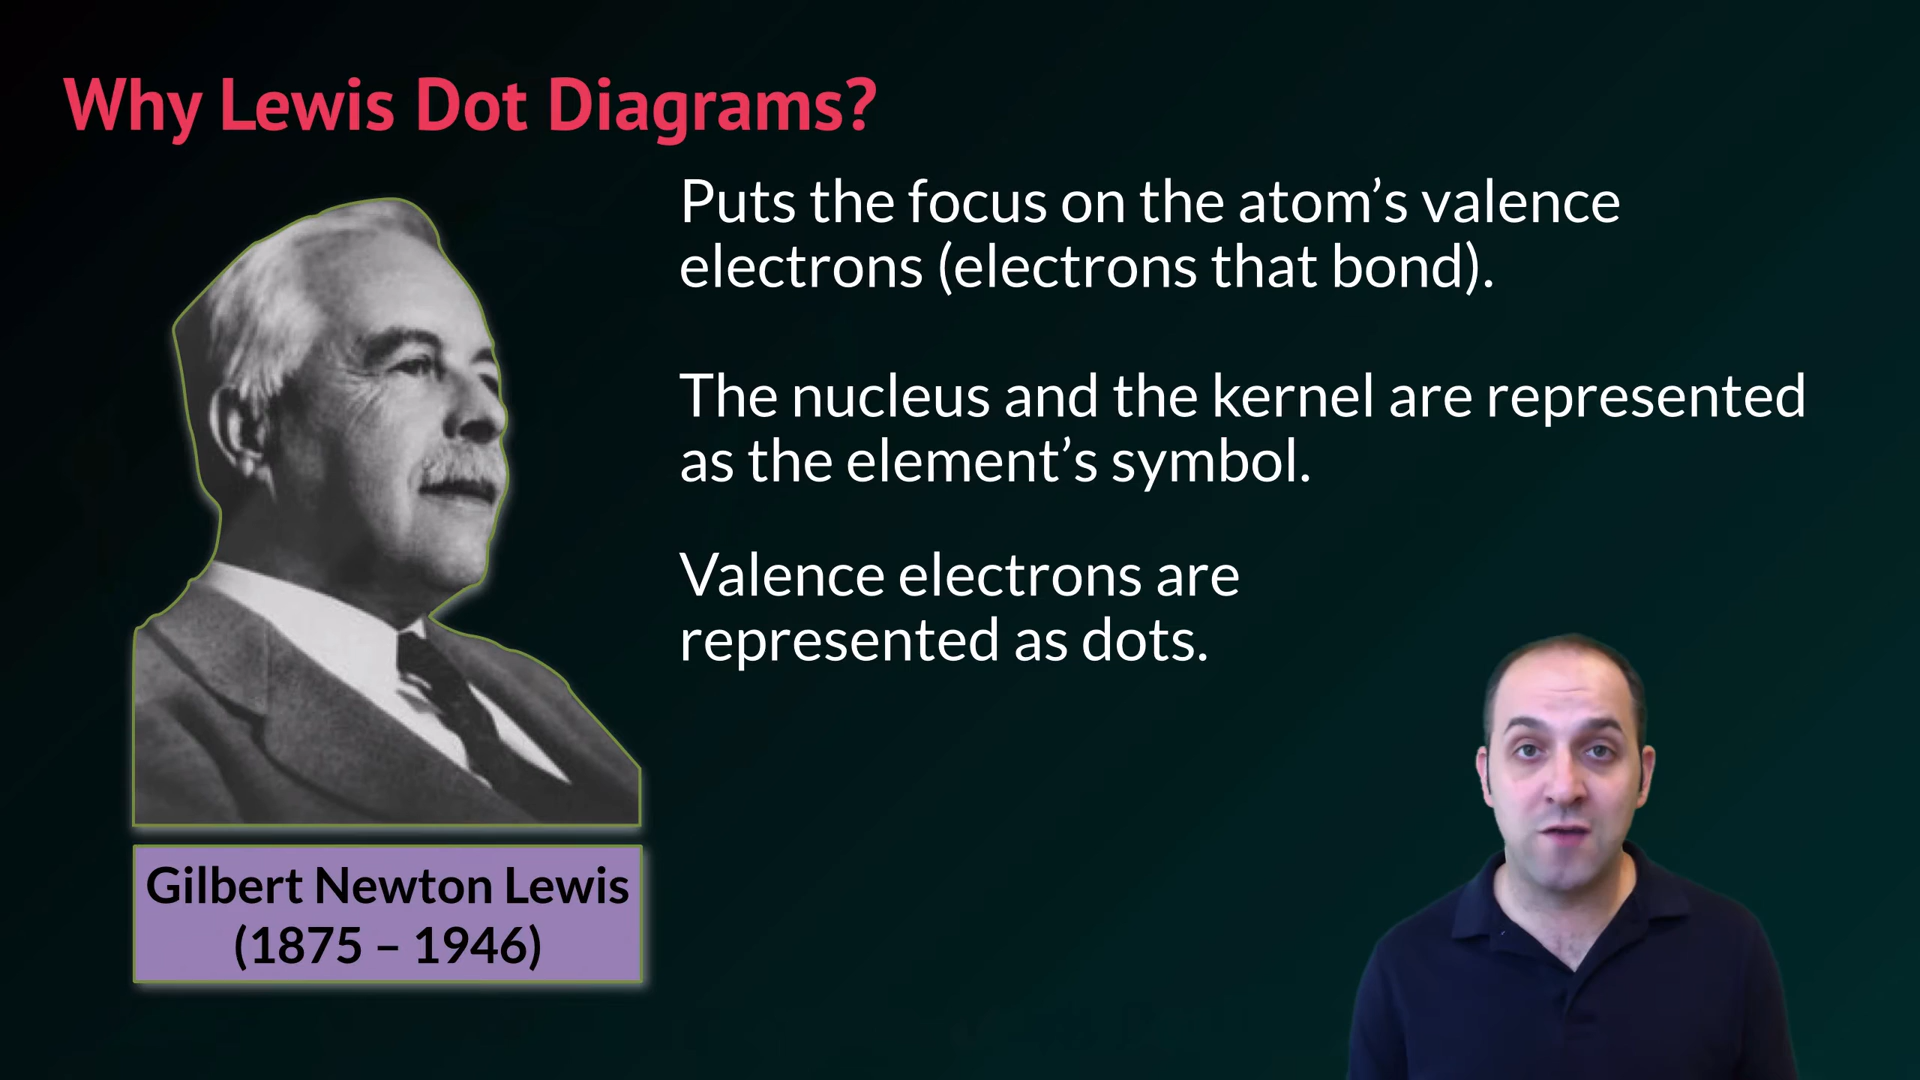 Why Lewis Dot Diagrams?
Puts the focus on the atom’s valence
electrons (electrons that bond).
The nucleus and the kernel are represented
as the element’s symbol.
Valence electrons are
represented as dots.
Gilbert Newton Lewis
(1875 – 1946)